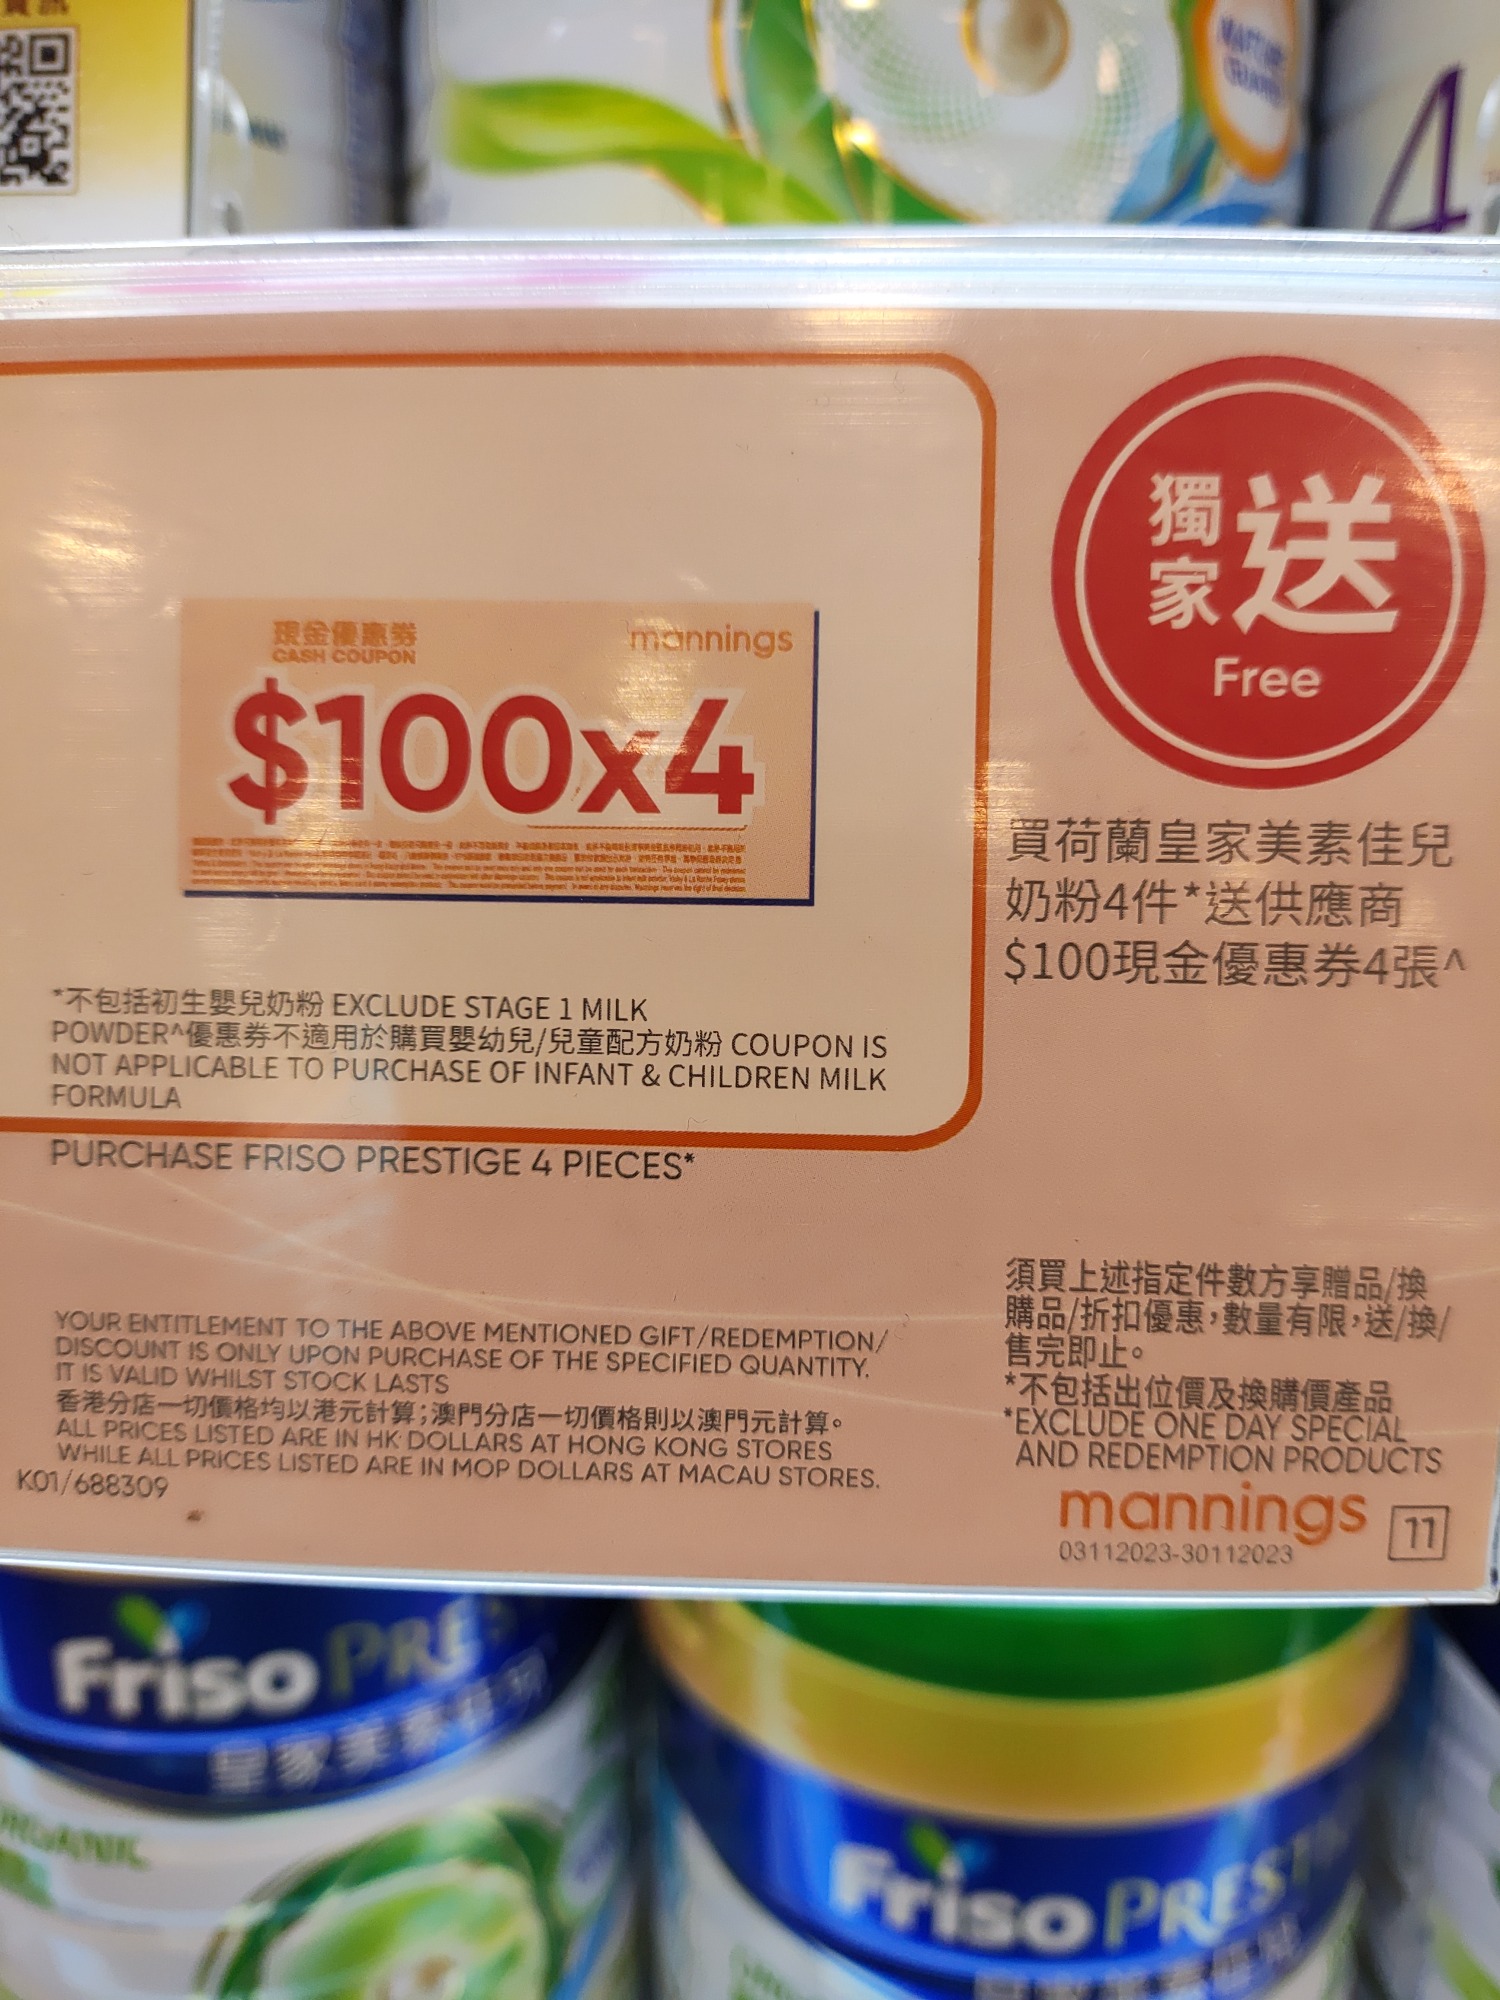 4
獨家送
Free
現金優惠券
CASH COUPON
mannings
$100x4
買荷蘭皇家美素佳兒
奶粉4件*送供應商
$100現金優惠券4張^
*不包括初生嬰兒奶粉 EXCLUDE STAGE 1 MILK
POWDER^優惠券不適用於購買嬰幼兒/兒童配方奶粉 COUPON IS
NOT APPLICABLE TO PURCHASE OF INFANT & CHILDREN MILK
FORMULA
PURCHASE FRISO PRESTIGE 4 PIECES*
YOUR ENTITLEMENT TO THE ABOVE MENTIONED GIFT/REDEMPTION/
DISCOUNT IS ONLY UPON PURCHASE OF THE SPECIFIED QUANTITY.
IT IS VALID WHILST STOCK LASTS
香港分店一切價格均以港元計算;澳門分店一切價格則以澳門元計算。
ALL PRICES LISTED ARE IN HK DOLLARS AT HONG KONG STORES
WHILE ALL PRICES LISTED ARE IN MOP DOLLARS AT MACAU STORES.
K01/688309
須買上述指定件數方享贈品/換
購品/折扣優惠,數量有限,送/換/
售完即止。
*不包括出位價及換購價產品
*EXCLUDE ONE DAY SPECIAL
AND REDEMPTION PRODUCTS
mannings 11
03112023-30112023
Friso PRES
皇家美素佳兒
ORGANIC
Friso PREST